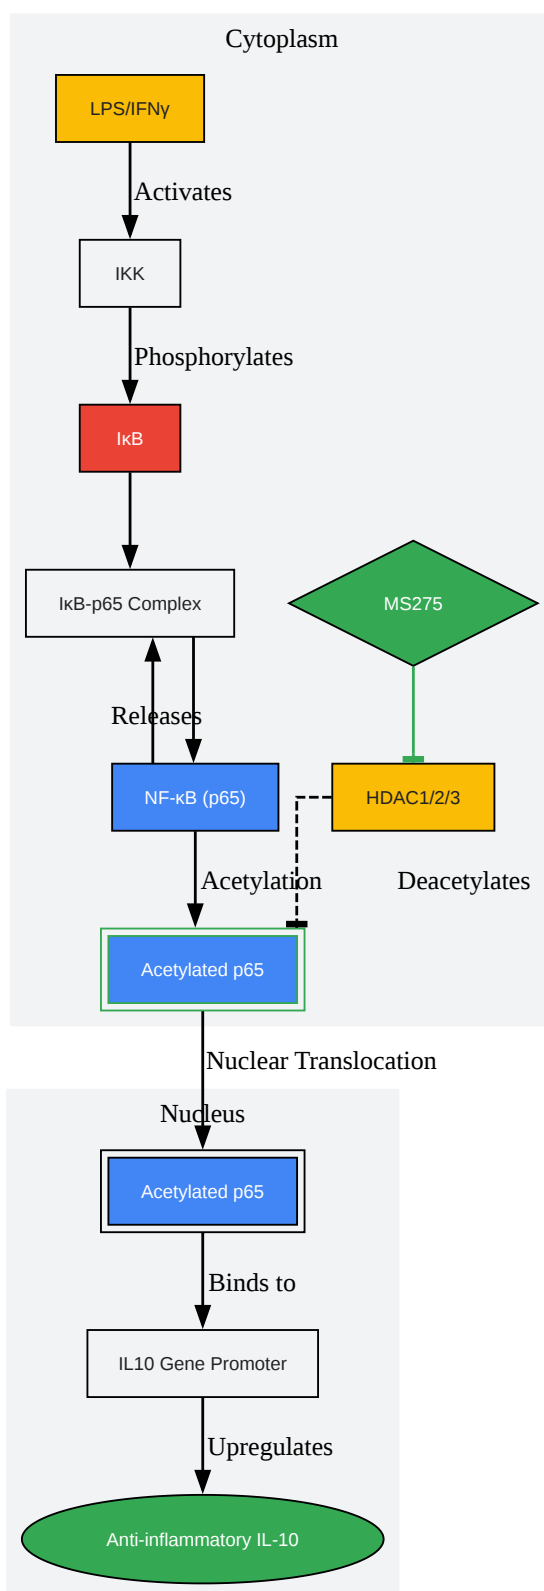 Cytoplasm
LPS/IFNγ
Activates
IKK
Phosphorylates
IκB
IκB-p65 Complex
MS275
Releases
NF-κB (p65)
HDAC1/2/3
Acetylation
Deacetylates
Acetylated p65
Nuclear Translocation
Nucleus
Acetylated p65
Binds to
IL10 Gene Promoter
Upregulates
Anti-inflammatory IL-10